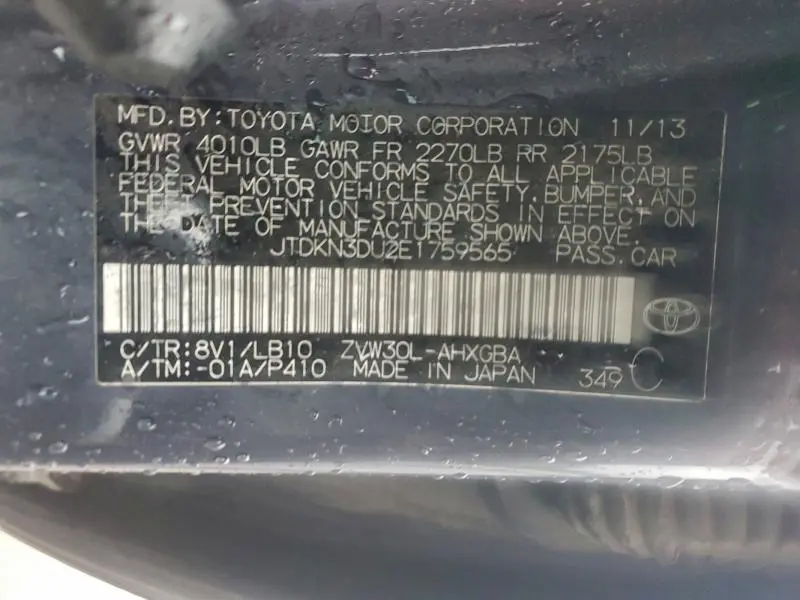 MFD. BY: TOYOTA MOTOR CORPORATION 11/13
GVWR 4010LB GAWR FR 2270LB RR 2175LB
THIS VEHICLE CONFORMS TO ALL APPLICABLE
FEDERAL MOTOR VEHICLE SAFETY, BUMPER, AND
THEFT PREVENTION STANDARDS IN EFFECT ON
THE DATE OF MANUFACTURE SHOWN ABOVE.
JTDKN3DU2E1759565 PASS. CAR
C/TR: 8V1/LB10 ZVW30L-AHXGBA
A/TM: -01A/P410 MADE IN JAPAN 349 C